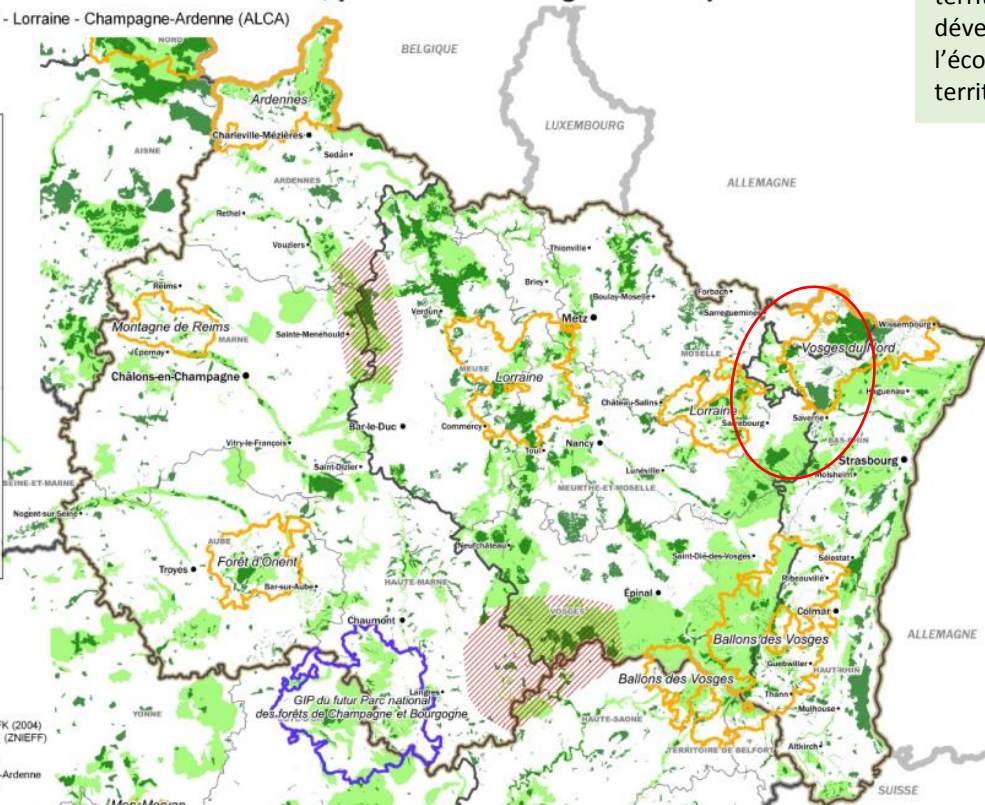 - Lorraine - Champagne-Ardenne (ALCA)
déve
l'éco
territ
NORD
BELGIQUE
Ardennes
LUXEMBOURG
Charleville-Mézières
AISNE
Sedan
ARDENNES
ALLEMAGNE
Rethel
Vouziers
Thionville
Reims
Briey
Forbach
Boulay-Moselle
Verdun
Sarreguemines
Metz
Wissembourg
Montagne de Reims
MARNE
Sainte-Menehould
Vosges du Nord
Épernay
MOSELLE
MEUSE
Châlons-en-Champagne
Lorraine
Haguenau
Château-Salins
Lorraine
Saverne
Bar-le-Duc
Commercy
Sarrebourg
Vitry-le-François
Nancy
BAS-RHIN
Toul
Strasbourg
Saint-Dizier
Lunéville
Molsheim
SEINE-ET-MARNE
MEURTHE-ET-MOSELLE
Nogent-sur-Seine
AUBE
Neufchâteau
Saint-Dié-des-Vosges
Sélestat
Troyes
Forêt d'Orient
Ribeauvillé
Bar-sur-Aube
HAUTE-MARNE
Épinal
VOSGES
Colmar
Chaumont
ALLEMAGNE
Ballons des Vosges
Guebwiller
HAUT-RHIN
Ballons des Vosges
Langres
GIP du futur Parc national
Thann
des forêts de Champagne et Bourgogne
Mulhouse
YONNE
HAUTE-SAONE
FK (2004)
(ZNIEFF)
Altkirch
TERRITOIRE DE BELFORT
-Ardenne
SUISSE